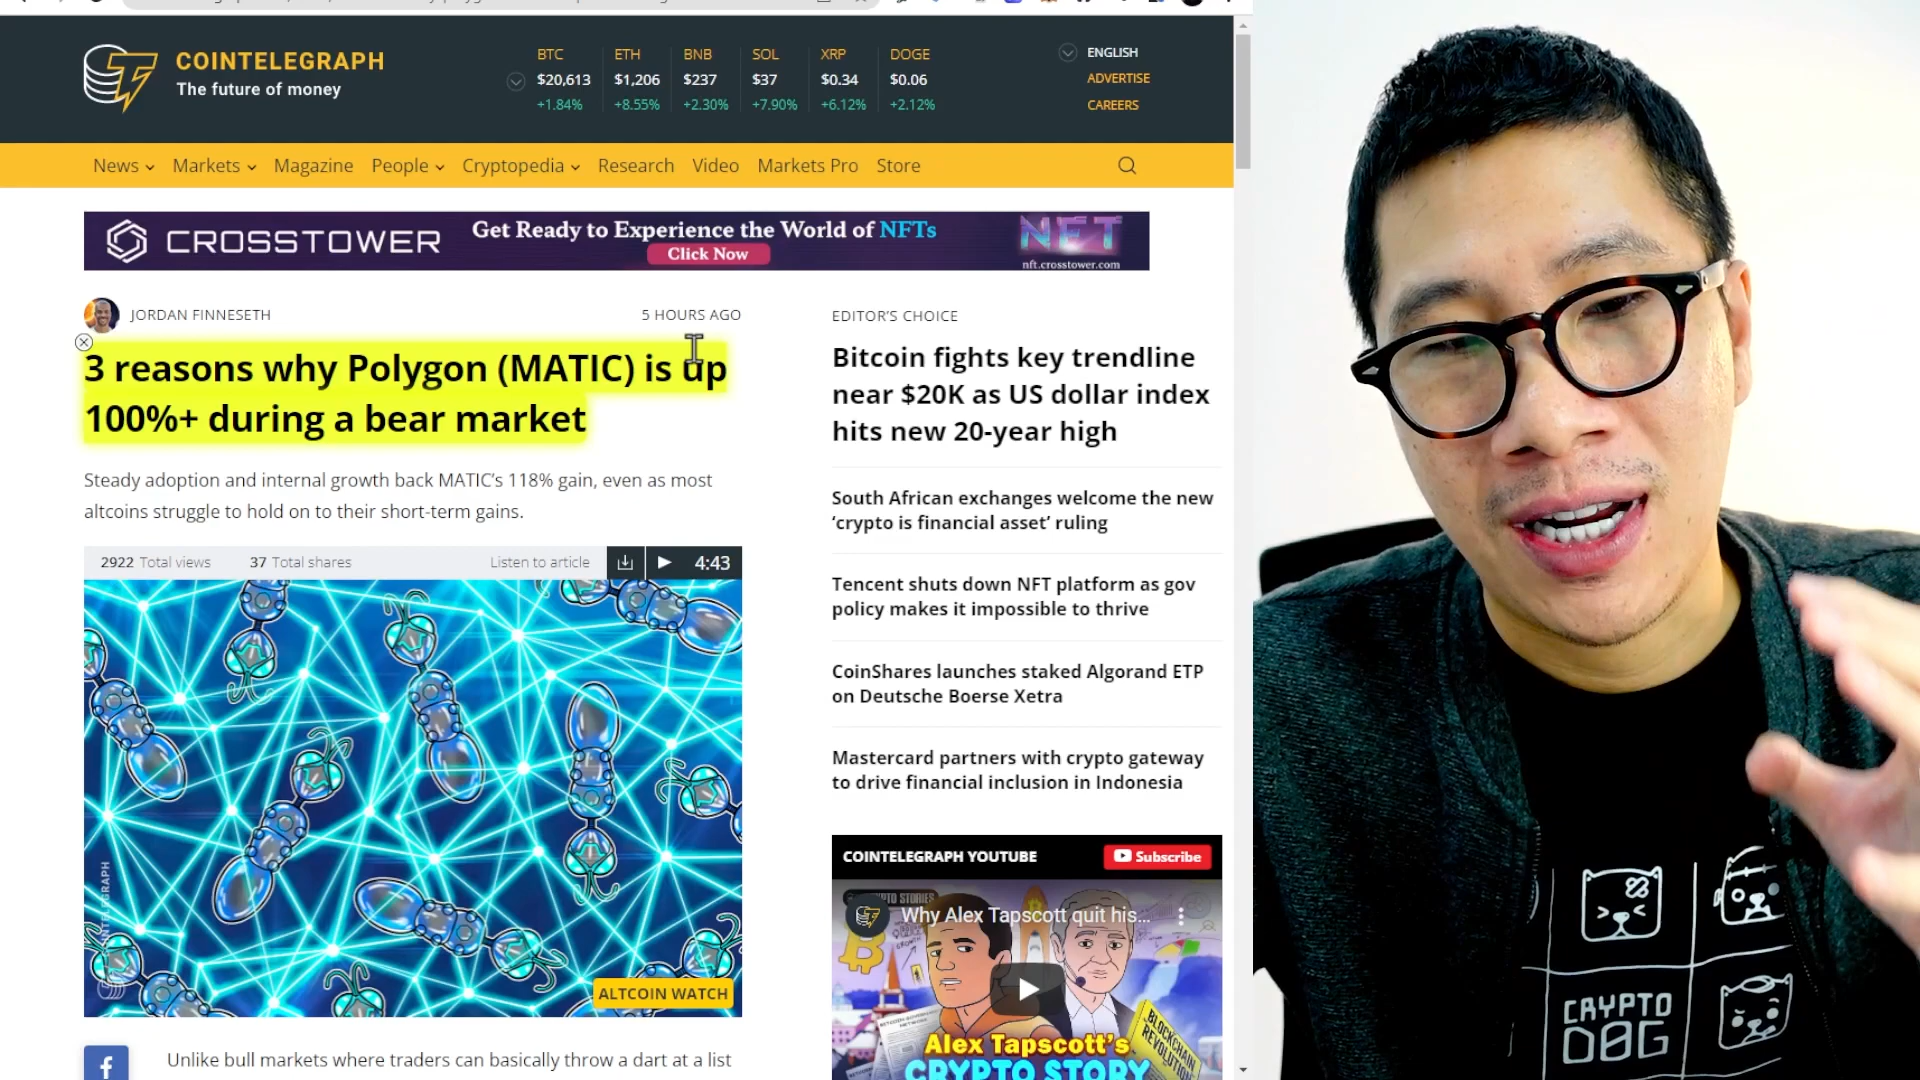 COINTELEGRAPH
The future of money
BTC
$20,613
+1.84%
ETH
$1,206
+8.55%
BNB
$237
+2.30%
SOL
$37
+7.90%
XRP
$0.34
+6.12%
DOGE
$0.06
+2.12%
ENGLISH
ADVERTISE
CAREERS
News Markets Magazine People Cryptopedia Research Video Markets Pro Store
CROSSTOWER
Get Ready to Experience the World of NFTs
Click Now
NFT
nft.crosstower.com
JORDAN FINNESETH
5 HOURS AGO
3 reasons why Polygon (MATIC) is up
100%+ during a bear market
Steady adoption and internal growth back MATIC’s 118% gain, even as most
altcoins struggle to hold on to their short-term gains.
2922 Total views 37 Total shares Listen to article 4:43
COINTELEGRAPH
ALTCOIN WATCH
Unlike bull markets where traders can basically throw a dart at a list
EDITOR’S CHOICE
Bitcoin fights key trendline
near $20K as US dollar index
hits new 20-year high
South African exchanges welcome the new
‘crypto is financial asset’ ruling
Tencent shuts down NFT platform as gov
policy makes it impossible to thrive
CoinShares launches staked Algorand ETP
on Deutsche Boerse Xetra
Mastercard partners with crypto gateway
to drive financial inclusion in Indonesia
COINTELEGRAPH YOUTUBE
Subscribe
Why Alex Tapscott quit his...
BLOCKCHAIN
REVOLUTION
Alex Tapscott's
CRYPTO STORY
CRYPTO
D0G